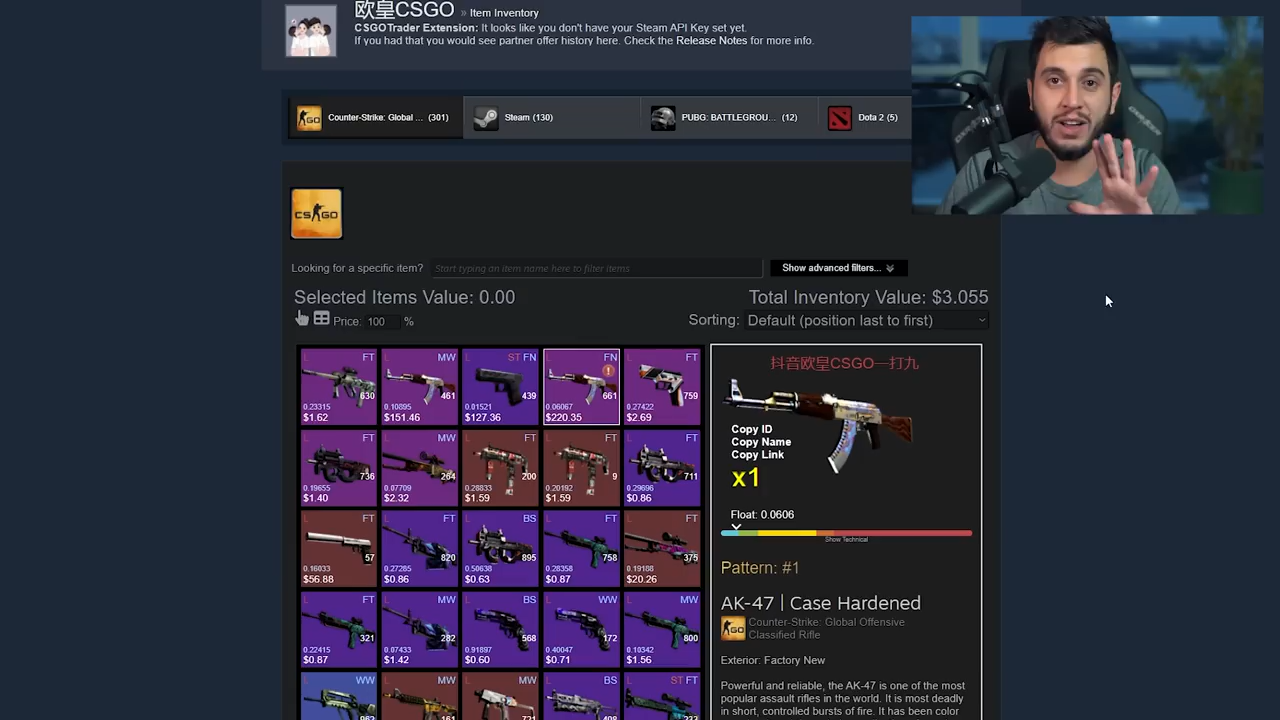 欧皇CSGO » Item Inventory
CSGOTrader Extension: It looks like you don't have your Steam API Key set yet.
If you had that you would see partner offer history here. Check the Release Notes for more info.
Counter-Strike: Global ... (301)
Steam (130)
PUBG: BATTLEGROU... (12)
Dota 2 (5)
CS GO
Looking for a specific item? Start typing an item name here to filter items Show advanced filters...
Selected Items Value: 0.00 Total Inventory Value: $3.055
Price: 100 % Sorting: Default (position last to first)
L FT L MW L ST FN L FN L FT
630 461 439 661 759
0.23315 0.10895 0.01521 0.06067 0.27422
$1.62 $151.46 $127.36 $220.35 $2.69
L FT L MW L FT L FT L FT
736 264 200 9 711
0.19655 0.07709 0.28833 0.20192 0.29696
$1.40 $2.32 $1.59 $1.59 $0.86
L FT L FT L BS L FT L FT
57 820 895 758 375
0.16033 0.27285 0.50638 0.28358 0.19188
$56.88 $0.86 $0.63 $0.87 $20.26
L FT L MW L BS L WW L MW
321 282 568 172 800
0.22415 0.07433 0.91897 0.40047 0.10342
$0.87 $1.42 $0.60 $0.71 $1.56
L WW L MW L MW L BS L ST FT
抖音欧皇CSGO—打九
Copy ID
Copy Name
Copy Link
x1
Float: 0.0606
Show Technical
Pattern: #1
AK-47 | Case Hardened
Counter-Strike: Global Offensive
Classified Rifle
Exterior: Factory New
Powerful and reliable, the AK-47 is one of the most
popular assault rifles in the world. It is most deadly
in short, controlled bursts of fire. It has been color